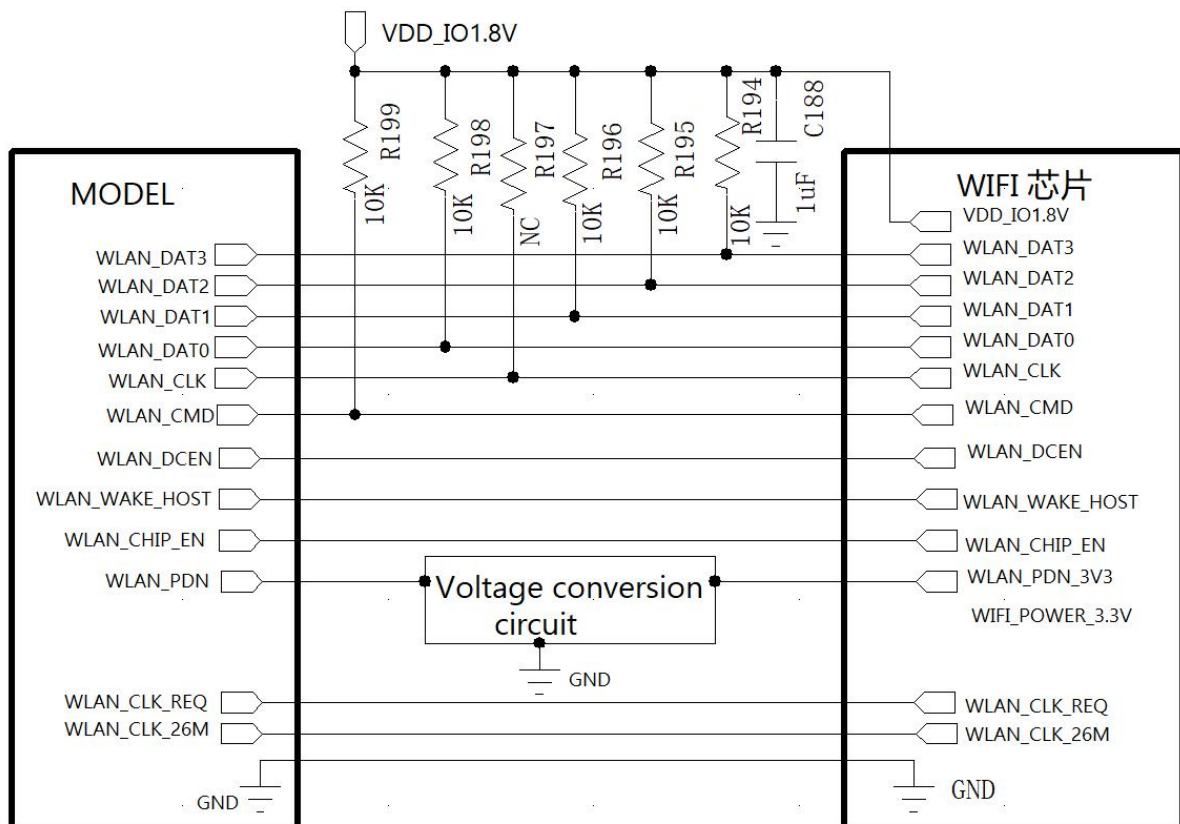 VDD_IO1.8V
R199
10K
R198
10K
R197
NC
R196
10K
R195
10K
R194
10K
C188
1uF
MODEL
WLAN_DAT3
WLAN_DAT2
WLAN_DAT1
WLAN_DAT0
WLAN_CLK
WLAN_CMD
WLAN_DCEN
WLAN_WAKE_HOST
WLAN_CHIP_EN
WLAN_PDN
WLAN_CLK_REQ
WLAN_CLK_26M
GND
Voltage conversion
circuit
GND
WIFI 芯片
VDD_IO1.8V
WLAN_DAT3
WLAN_DAT2
WLAN_DAT1
WLAN_DAT0
WLAN_CLK
WLAN_CMD
WLAN_DCEN
WLAN_WAKE_HOST
WLAN_CHIP_EN
WLAN_PDN_3V3
WIFI_POWER_3.3V
WLAN_CLK_REQ
WLAN_CLK_26M
GND